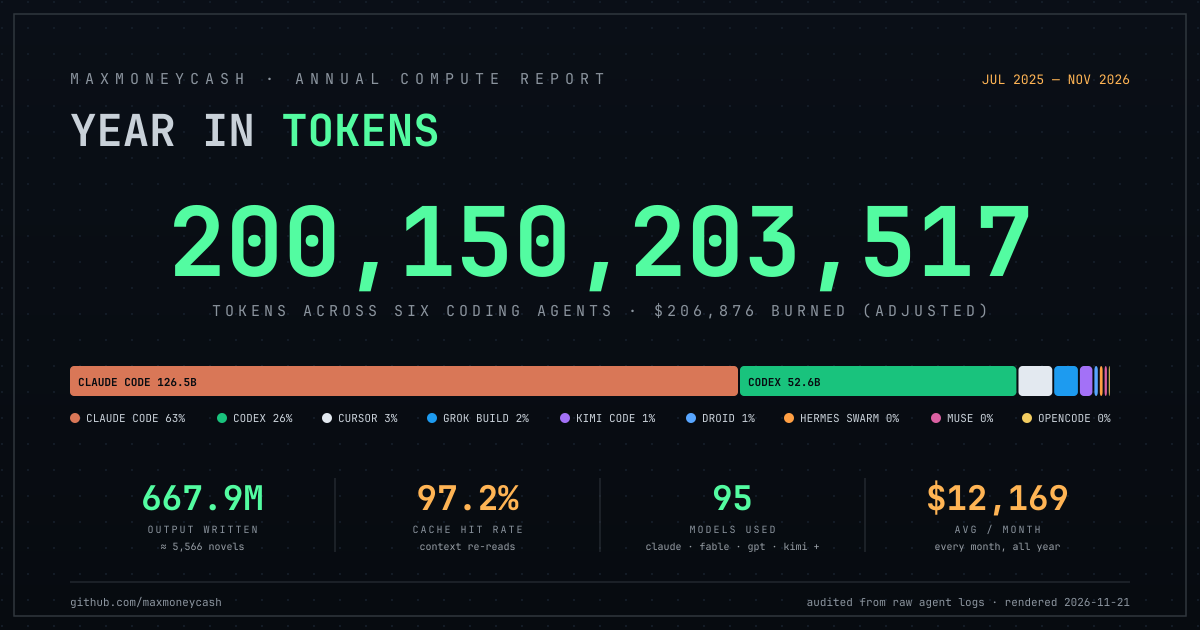 MAXMONEYCASH · ANNUAL COMPUTE REPORT
JUL 2025 — NOV 2026
YEAR IN TOKENS
200,150,203,517
TOKENS ACROSS SIX CODING AGENTS · $206,876 BURNED (ADJUSTED)
CLAUDE CODE 126.5B CODEX 52.6B
CLAUDE CODE 63% CODEX 26% CURSOR 3% GROK BUILD 2% KIMI CODE 1% DROID 1% HERMES SWARM 0% MUSE 0% OPENCODE 0%
667.9M 97.2% 95 $12,169
OUTPUT WRITTEN CACHE HIT RATE MODELS USED AVG / MONTH
≈ 5,566 novels context re-reads claude · fable · gpt · kimi + every month, all year
github.com/maxmoneycash audited from raw agent logs · rendered 2026-11-21